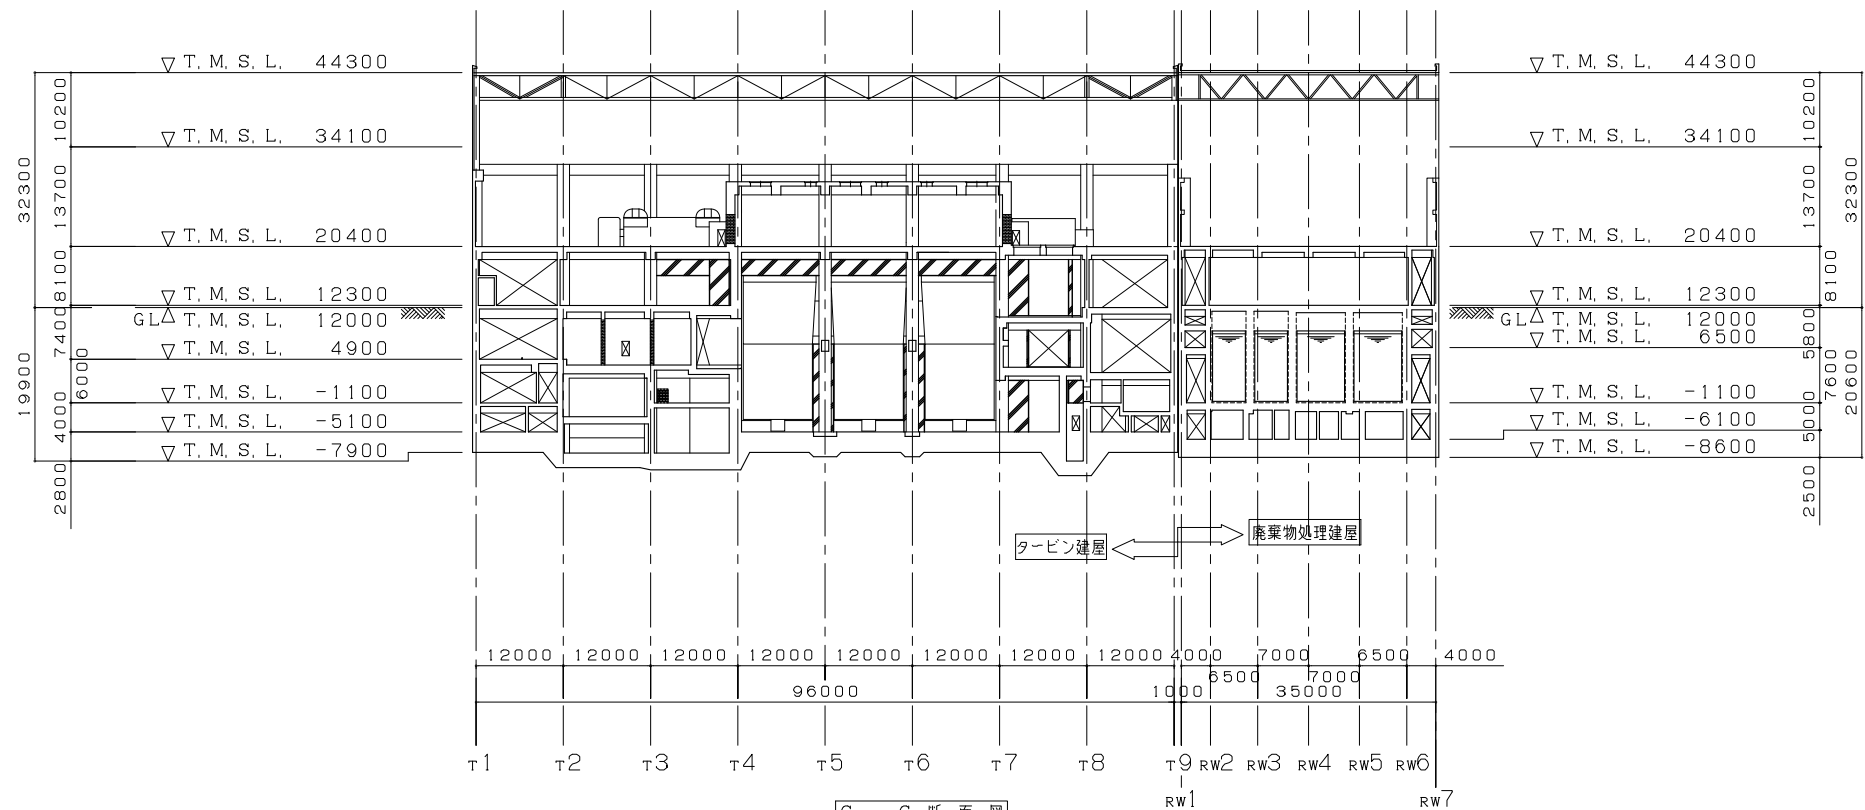 T. M. S. L. 44300
T. M. S. L. 34100
T. M. S. L. 20400
T. M. S. L. 12300
GL T. M. S. L. 12000
T. M. S. L. 4900
T. M. S. L. -1100
T. M. S. L. -5100
T. M. S. L. -7900
32300
19900
10200
13700
8100
7400
6000
4000
2800
T. M. S. L. 44300
T. M. S. L. 34100
T. M. S. L. 20400
T. M. S. L. 12300
GL T. M. S. L. 12000
T. M. S. L. 6500
T. M. S. L. -1100
T. M. S. L. -6100
T. M. S. L. -8600
10200
13700
8100
5800
7600
5000
2500
32300
20600
タービン建屋
廃棄物処理建屋
12000 12000 12000 12000 12000 12000 12000 12000 4000 7000 6500 4000
6500 7000
96000 1000 35000
T1 T2 T3 T4 T5 T6 T7 T8 T9 RW2 RW3 RW4 RW5 RW6
RW1 RW7